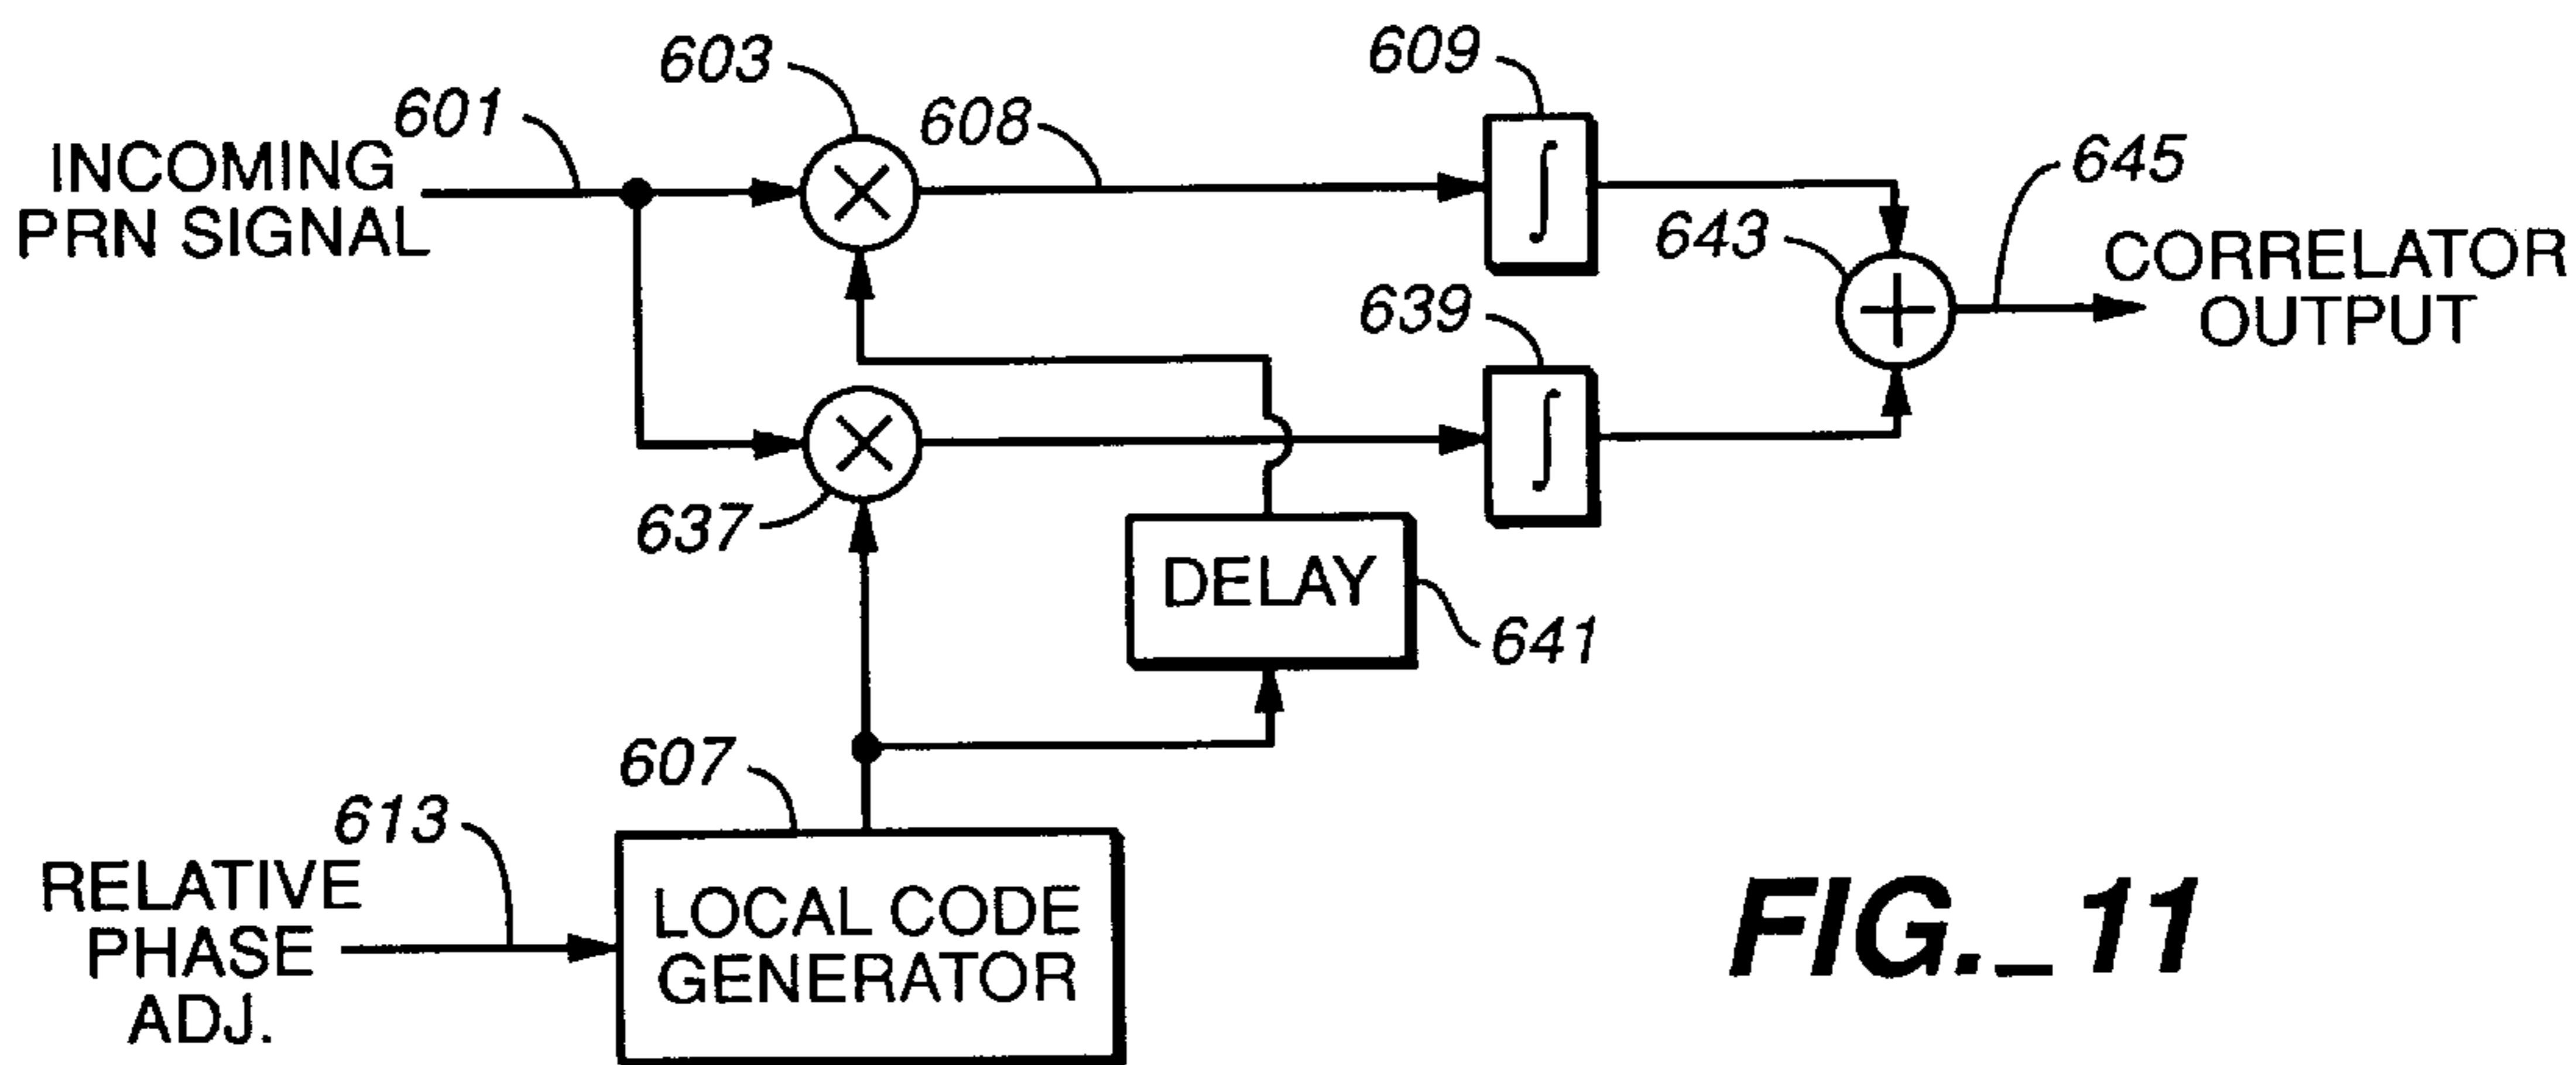 603
609
601
608
INCOMING
PRN SIGNAL
645
643
CORRELATOR
OUTPUT
639
637
DELAY
641
607
613
RELATIVE
PHASE
ADJ.
LOCAL CODE
GENERATOR
FIG._11